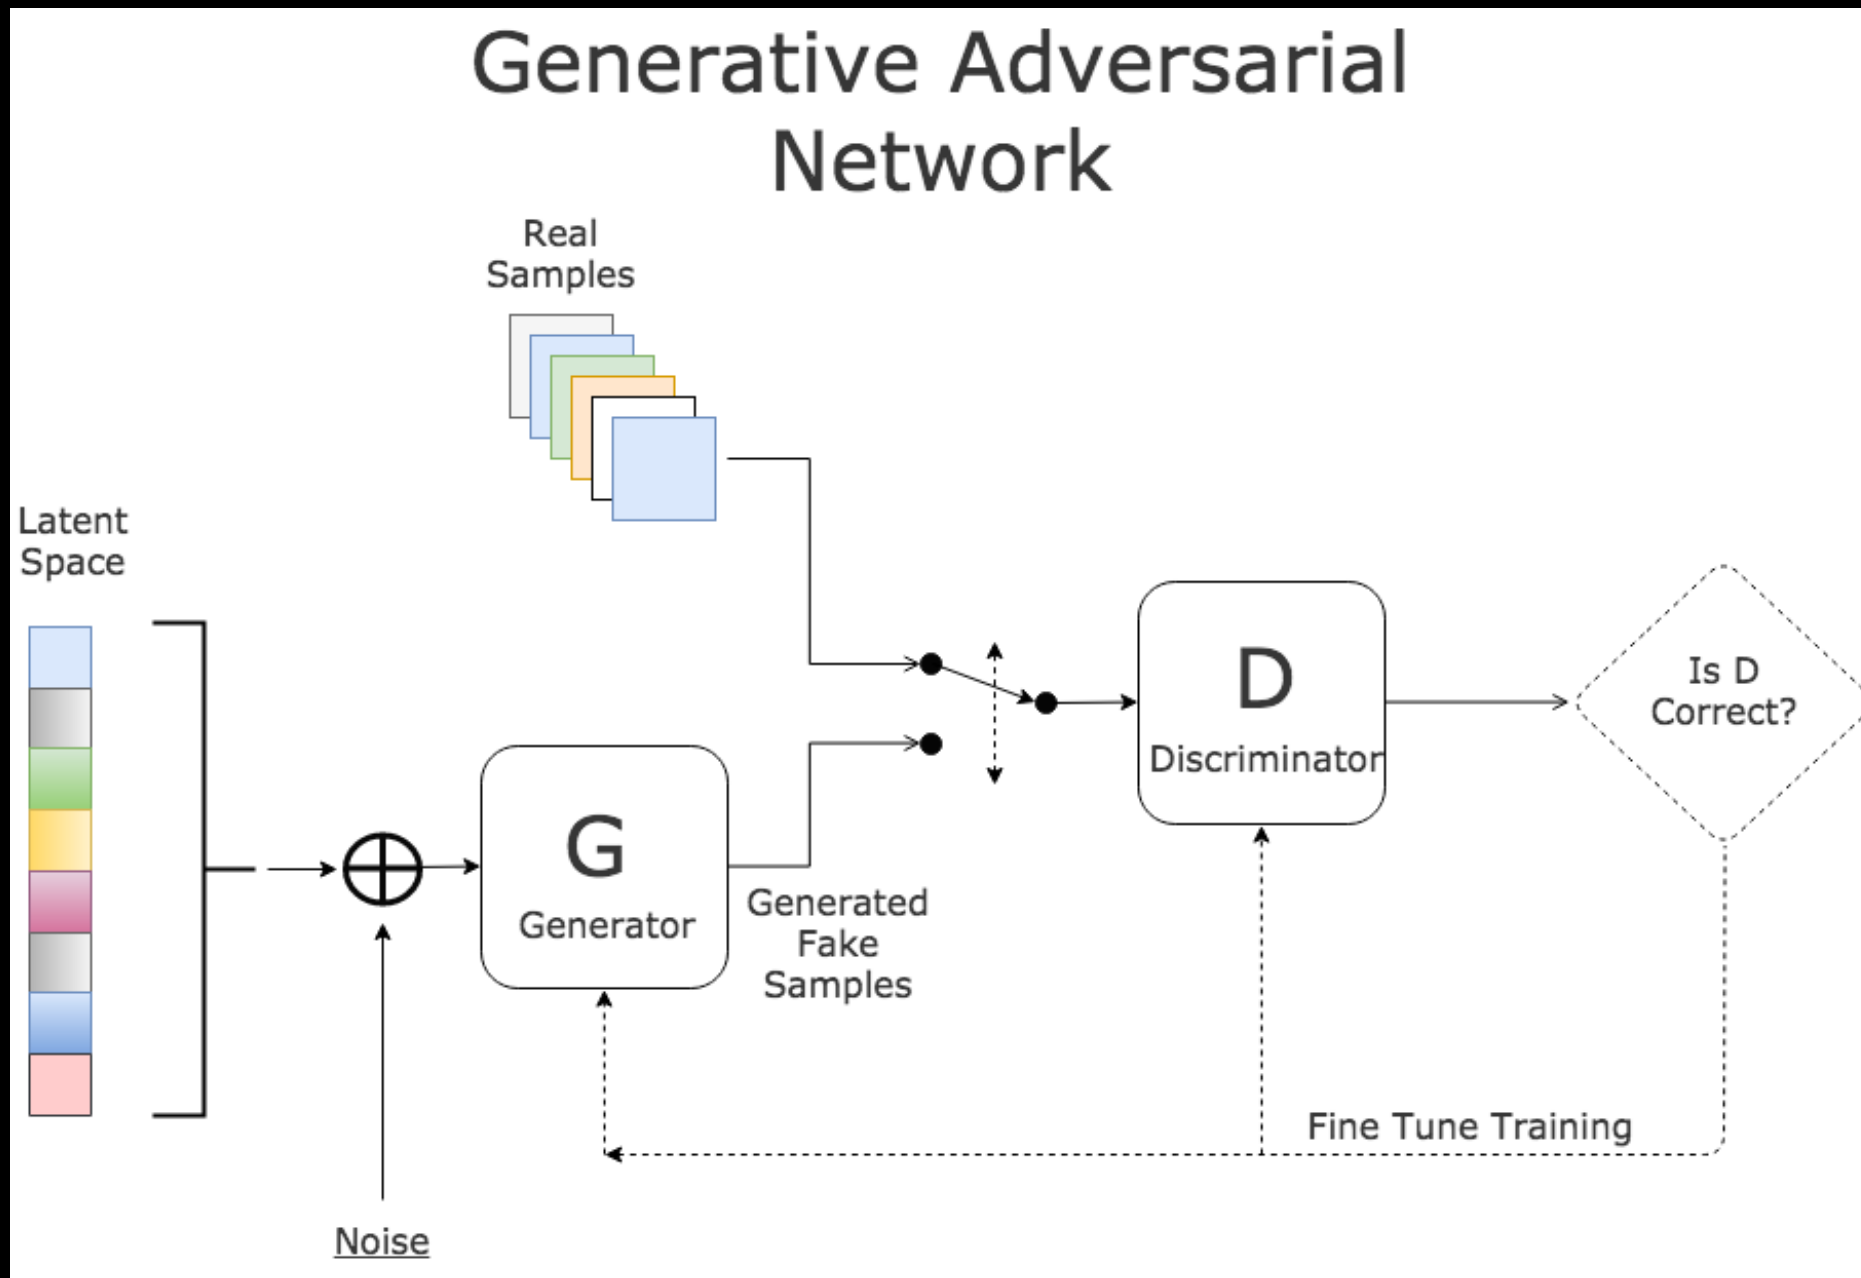 Generative Adversarial
Network
Real
Samples
Latent
Space
Is D
Correct?
D
Discriminator
G
Generator
Generated
Fake
Samples
Fine Tune Training
Noise